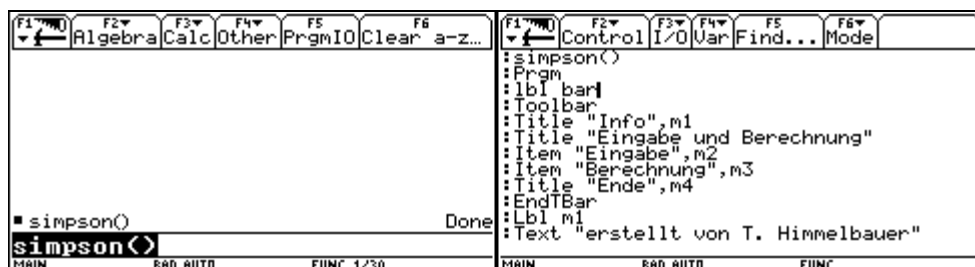 F1 F2 F3 F4 F5 F6
Algebra Calc Other PrgmIO Clear a-z…
■ simpson() Done
simpson()
MAIN RAD AUTO FUNC 1/30
F1 F2 F3 F4 F5 F6
Control I/O Var Find... Mode
:simpson()
:Prgm
:lbl bar
:Toolbar
:Title "Info",m1
:Title "Eingabe und Berechnung"
:Item "Eingabe",m2
:Item "Berechnung",m3
:Title "Ende",m4
:EndTBar
:Lbl m1
:Text "erstellt von T. Himmelbauer"
MAIN RAD AUTO FUNC